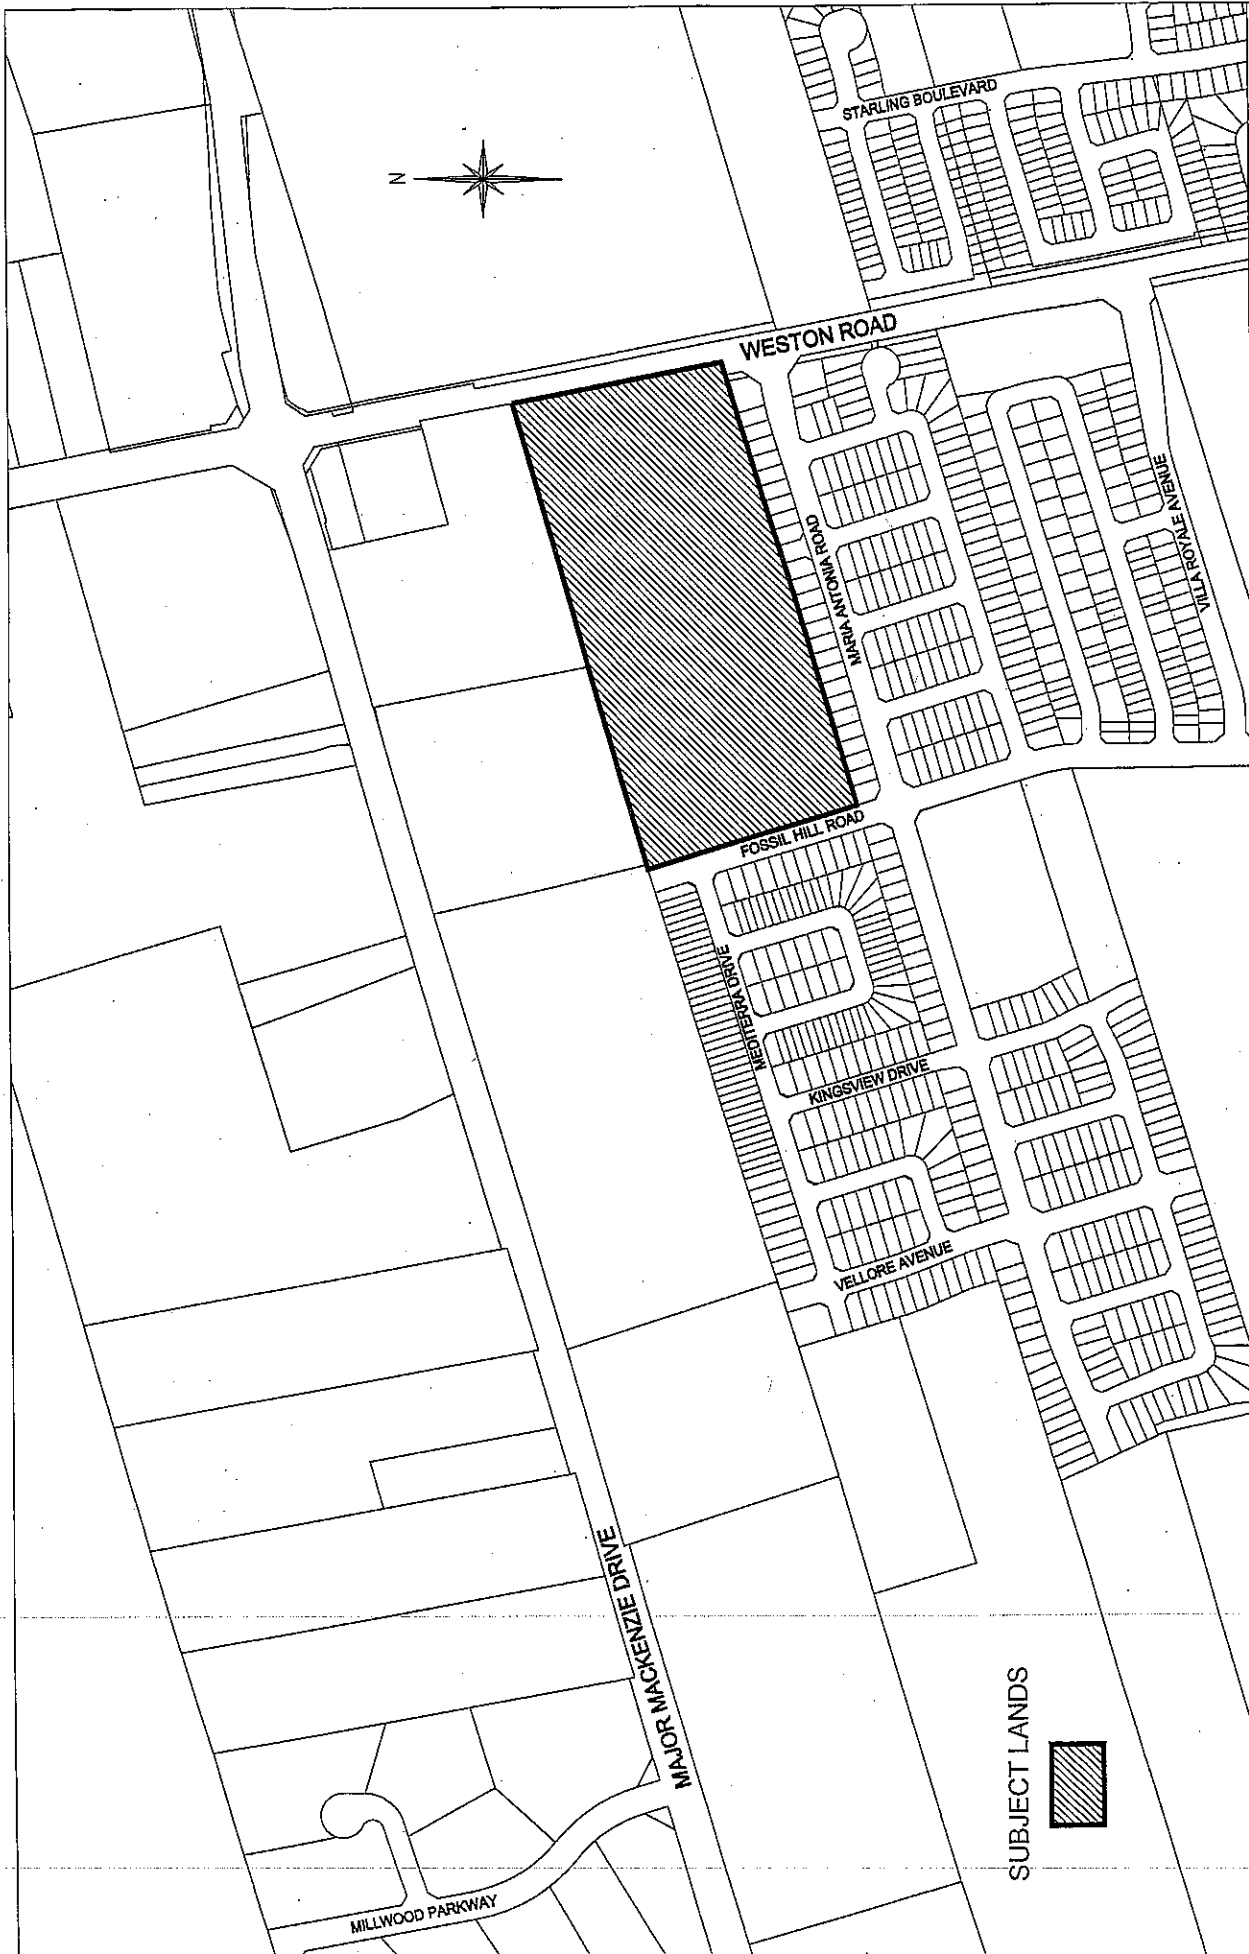 STARLING BOULEVARD
N
WESTON ROAD
MARIA ANTONIA ROAD
VILLA ROYALE AVENUE
FOSSIL HILL ROAD
MEDITERRA DRIVE
KINGSVIEW DRIVE
VELLORE AVENUE
MAJOR MACKENZIE DRIVE
SUBJECT LANDS
MILLWOOD PARKWAY